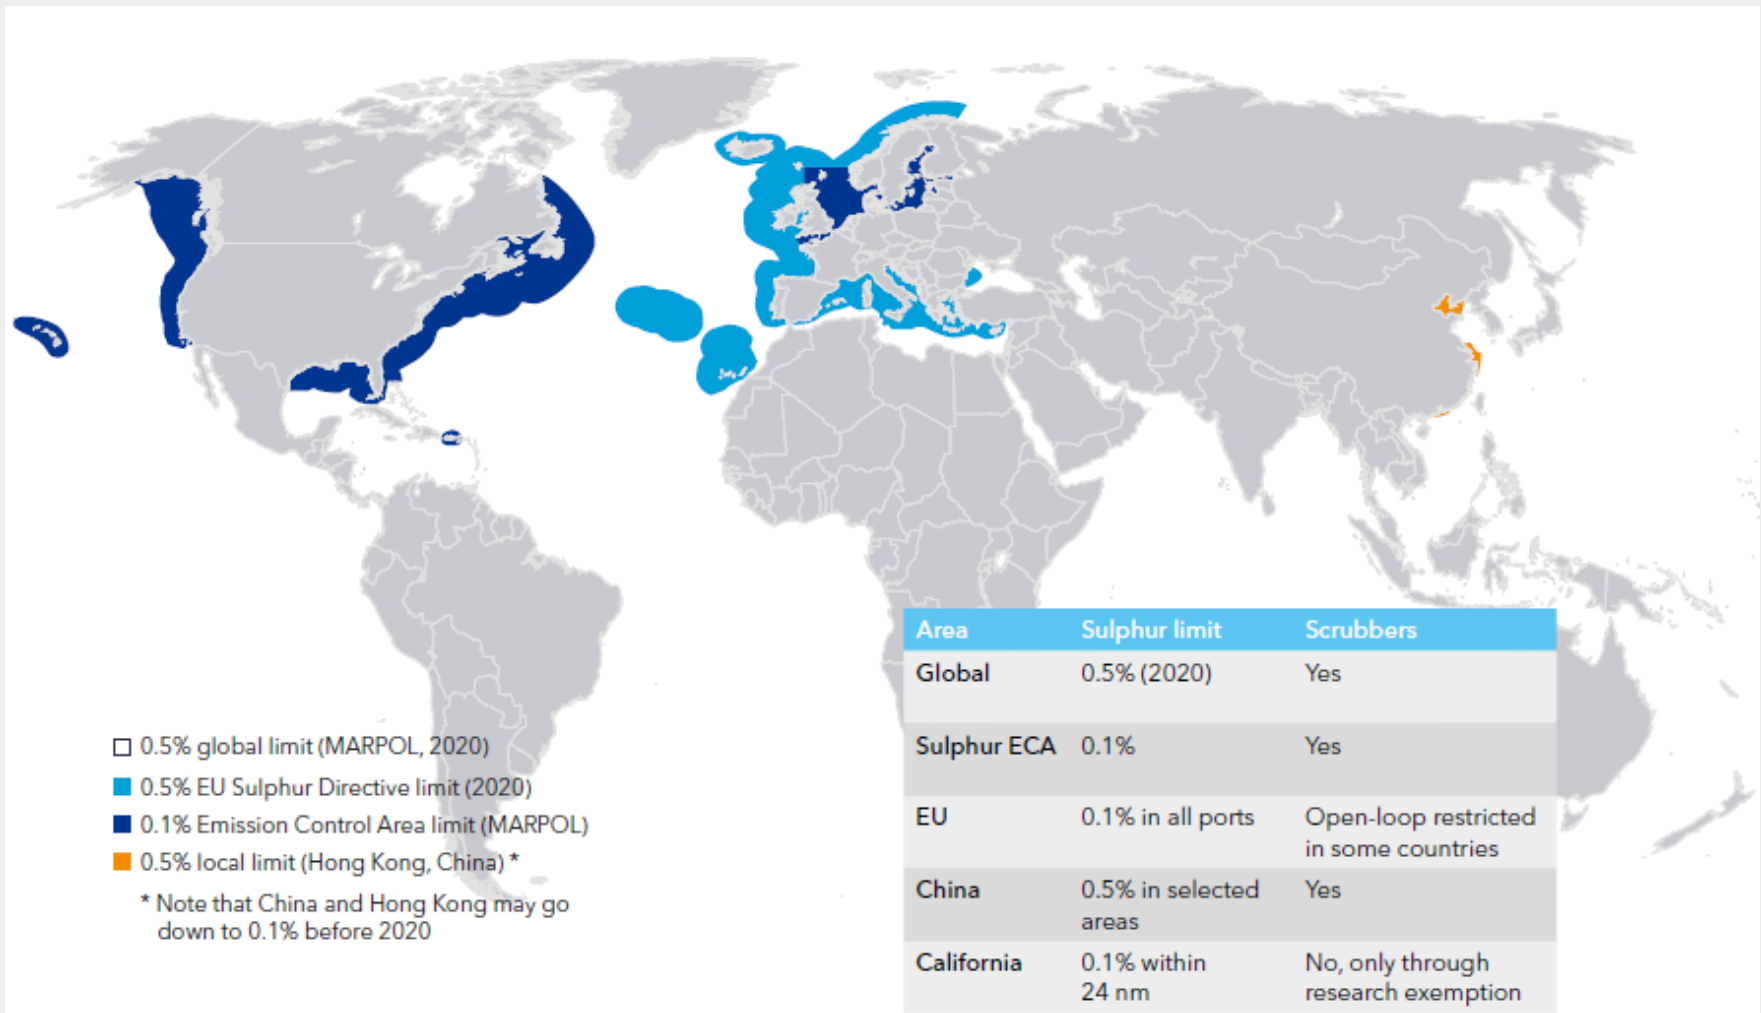 Area Sulphur limit Scrubbers
Global 0.5% (2020) Yes
Sulphur ECA 0.1% Yes
EU 0.1% in all ports Open-loop restricted
in some countries
China 0.5% in selected Yes
areas
California 0.1% within No, only through
24 nm research exemption
0.5% global limit (MARPOL, 2020)
0.5% EU Sulphur Directive limit (2020)
0.1% Emission Control Area limit (MARPOL)
0.5% local limit (Hong Kong, China) *
* Note that China and Hong Kong may go
down to 0.1% before 2020